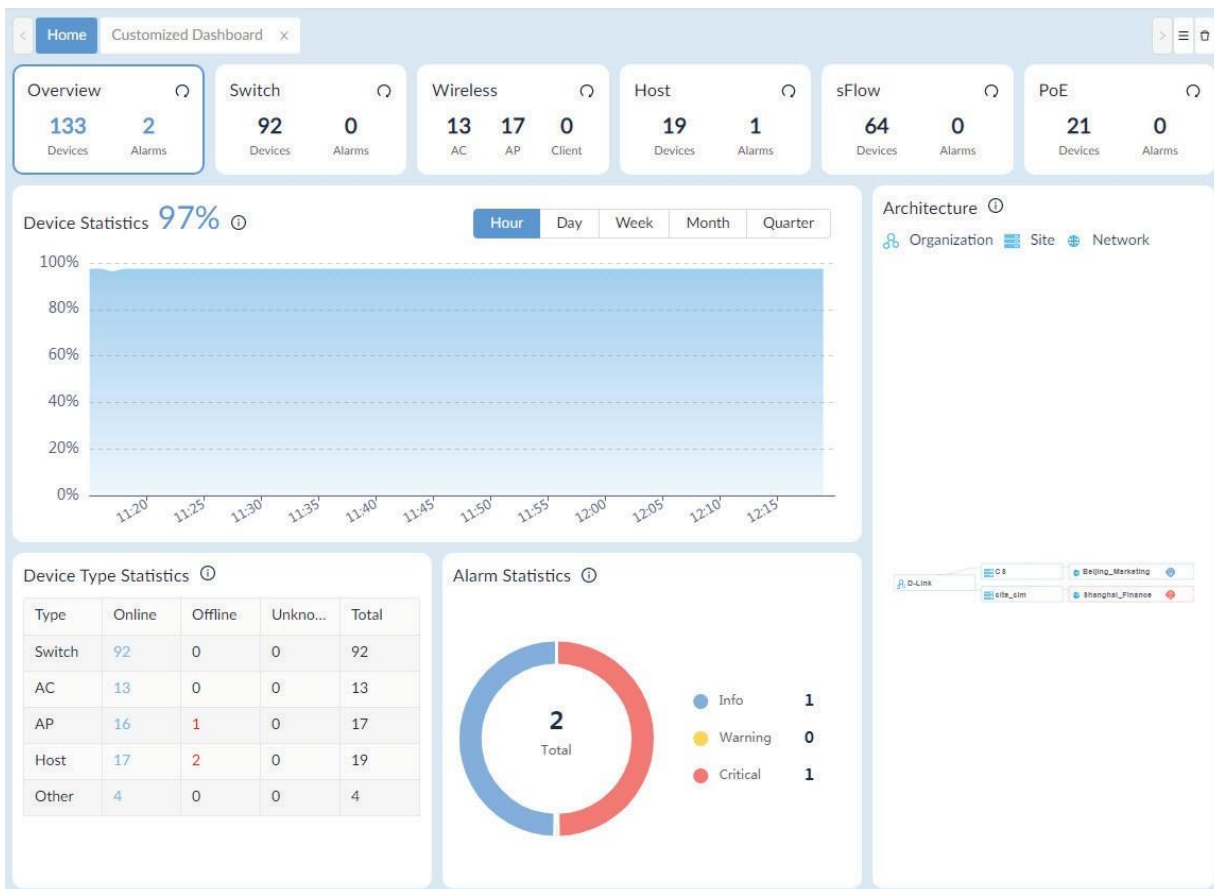 Home Customized Dashboard x
Overview Switch Wireless Host sFlow PoE
133 2 92 0 13 17 0 19 1 64 0 21 0
Devices Alarms Devices Alarms AC AP Client Devices Alarms Devices Alarms Devices Alarms
Device Statistics 97%
Hour Day Week Month Quarter
100%
80%
60%
40%
20%
0%
11:20 11:25 11:30 11:35 11:40 11:45 11:50 11:55 12:00 12:05 12:10 12:15
Architecture
Organization Site Network
D-Link
C8
Beijing_Marketing
site_sim
Shanghai_Finance
Device Type Statistics
Type Online Offline Unkno... Total
Switch 92 0 0 92
AC 13 0 0 13
AP 16 1 0 17
Host 17 2 0 19
Other 4 0 0 4
Alarm Statistics
2
Total
Info 1
Warning 0
Critical 1